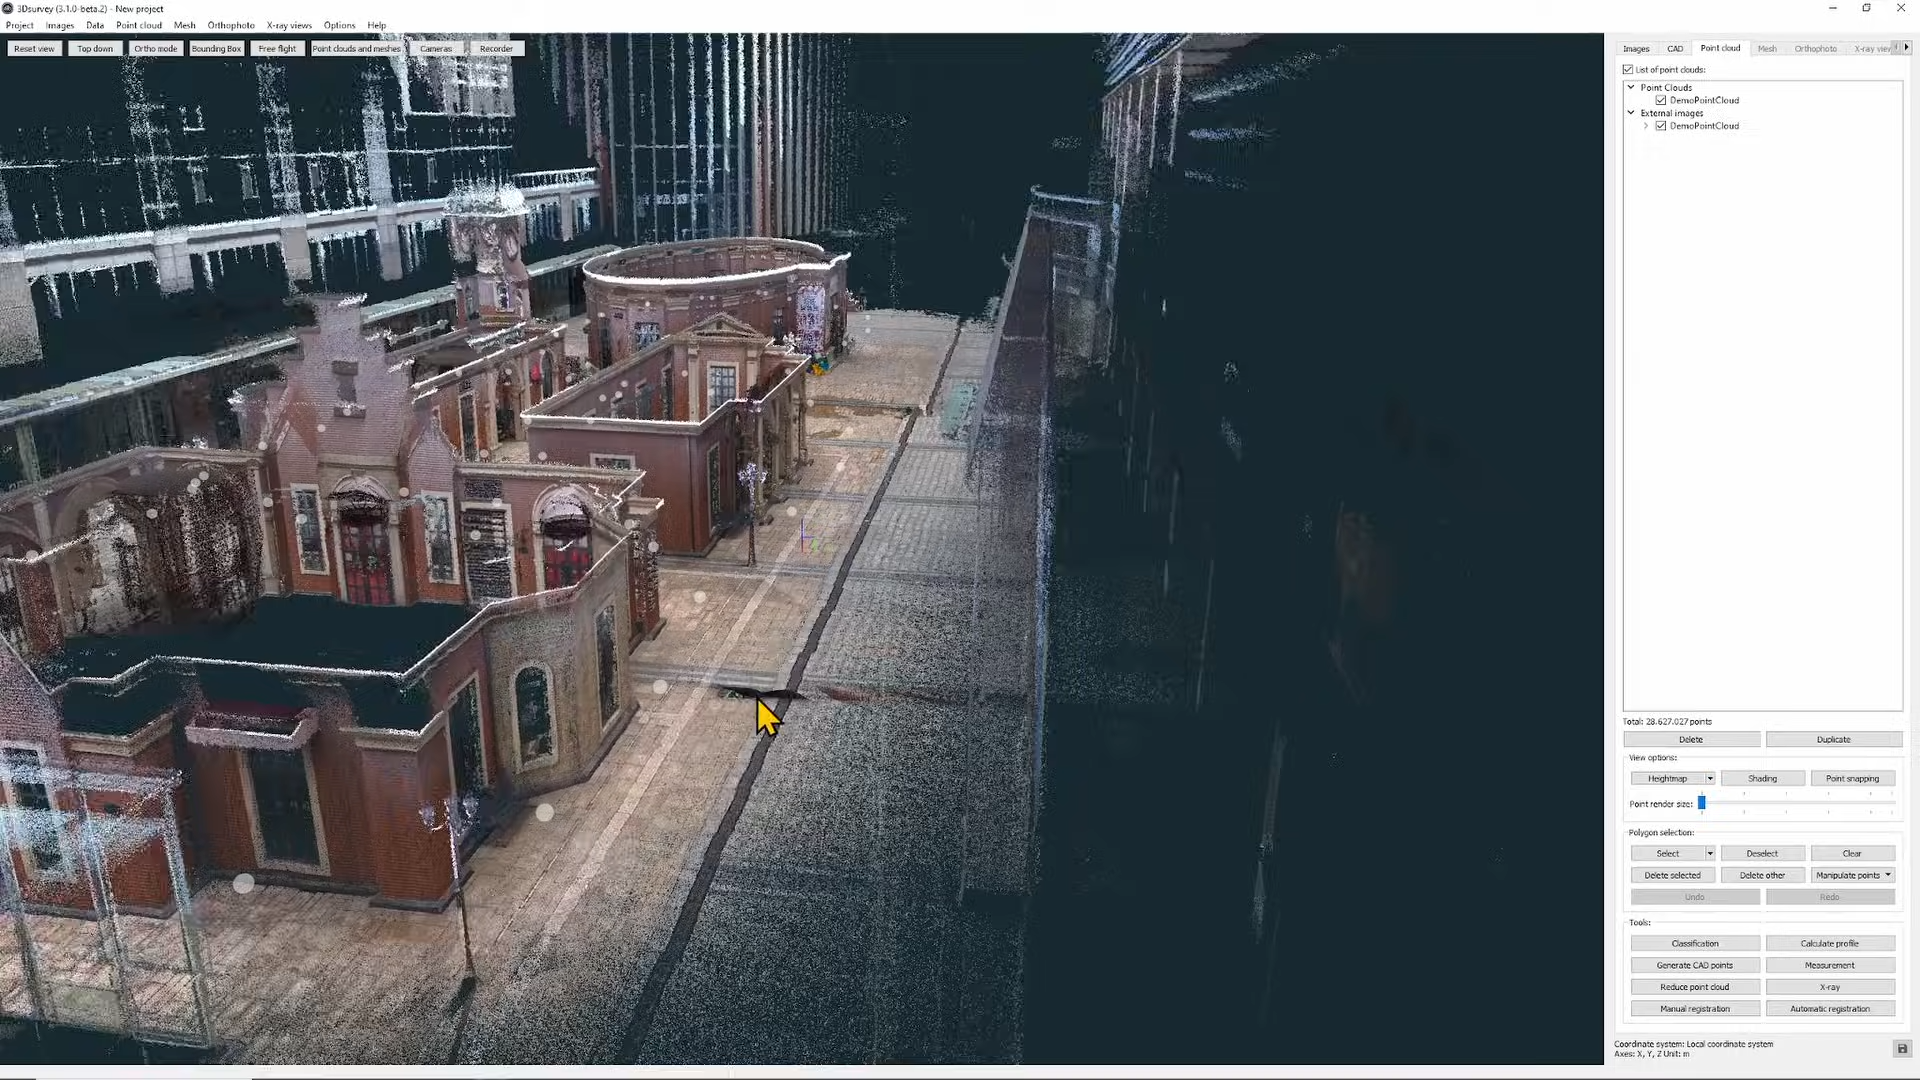 3Dsurvey (3.1.0-beta.2) - New project
Project Images Data Point cloud Mesh Orthophoto X-ray views Options Help
Reset view Top down Ortho mode Bounding Box Free flight Point clouds and meshes Cameras Recorder
Images CAD Point cloud Mesh Orthophoto X-ray view
List of point clouds:
Point Clouds
DemoPointCloud
External images
DemoPointCloud
Total: 28.627.027 points
Delete Duplicate
View options:
Heightmap Shading Point snapping
Point render size:
Polygon selection:
Select Deselect Clear
Delete selected Delete other Manipulate points
Undo Redo
Tools:
Classification Calculate profile
Generate CAD points Measurement
Reduce point cloud X-ray
Manual registration Automatic registration
Coordinate system: Local coordinate system
Axes: X, Y, Z Unit: m